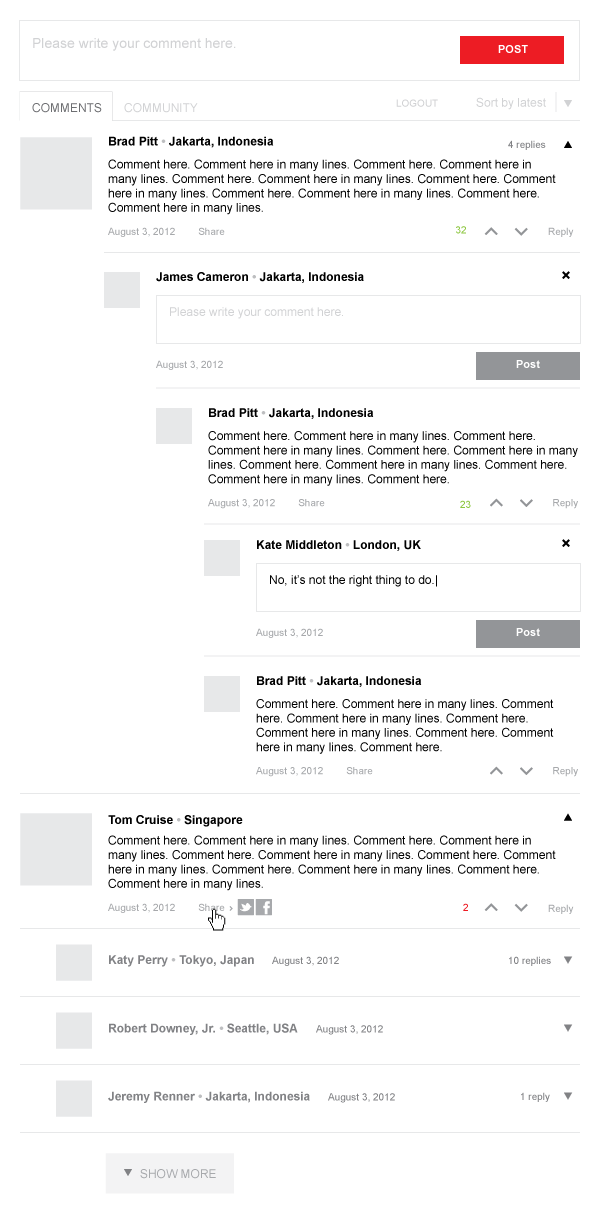 Please write your comment here.
POST
COMMENTS
COMMUNITY
LOGOUT
Sort by latest
Brad Pitt • Jakarta, Indonesia
4 replies
Comment here. Comment here in many lines. Comment here. Comment here in
many lines. Comment here. Comment here in many lines. Comment here. Comment
here in many lines. Comment here. Comment here in many lines. Comment here.
Comment here in many lines.
August 3, 2012
Share
32
Reply
James Cameron • Jakarta, Indonesia
Please write your comment here.
August 3, 2012
Post
Brad Pitt • Jakarta, Indonesia
Comment here. Comment here in many lines. Comment here.
Comment here in many lines. Comment here. Comment here in many
lines. Comment here. Comment here in many lines. Comment here.
Comment here in many lines. Comment here.
August 3, 2012
Share
23
Reply
Kate Middleton • London, UK
No, it's not the right thing to do.
August 3, 2012
Post
Brad Pitt • Jakarta, Indonesia
Comment here. Comment here in many lines. Comment
here. Comment here in many lines. Comment here.
Comment here in many lines. Comment here. Comment
here in many lines. Comment here.
August 3, 2012
Share
Reply
Tom Cruise • Singapore
Comment here. Comment here in many lines. Comment here. Comment here in
many lines. Comment here. Comment here in many lines. Comment here. Comment
here in many lines. Comment here. Comment here in many lines. Comment here.
Comment here in many lines.
August 3, 2012
Share ›
2
Reply
Katy Perry • Tokyo, Japan
August 3, 2012
10 replies
Robert Downey, Jr. • Seattle, USA
August 3, 2012
Jeremy Renner • Jakarta, Indonesia
August 3, 2012
1 reply
SHOW MORE